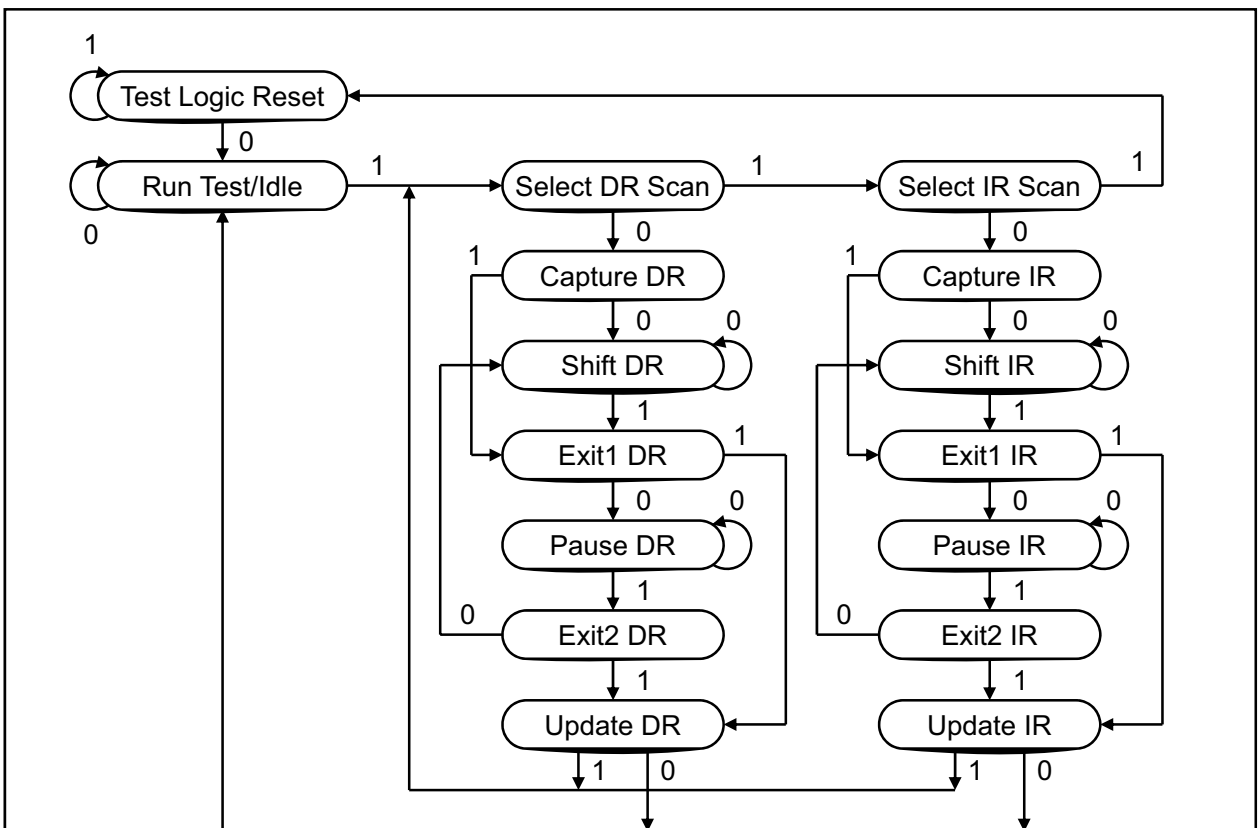 1
Test Logic Reset
0
Run Test/Idle
1
Select DR Scan
1
Select IR Scan
1
0
0
0
1
Capture DR
1
Capture IR
0
0
0
0
Shift DR
Shift IR
1
1
Exit1 DR
1
Exit1 IR
1
0
0
0
0
Pause DR
Pause IR
1
1
0
Exit2 DR
0
Exit2 IR
1
1
Update DR
Update IR
1
0
1
0